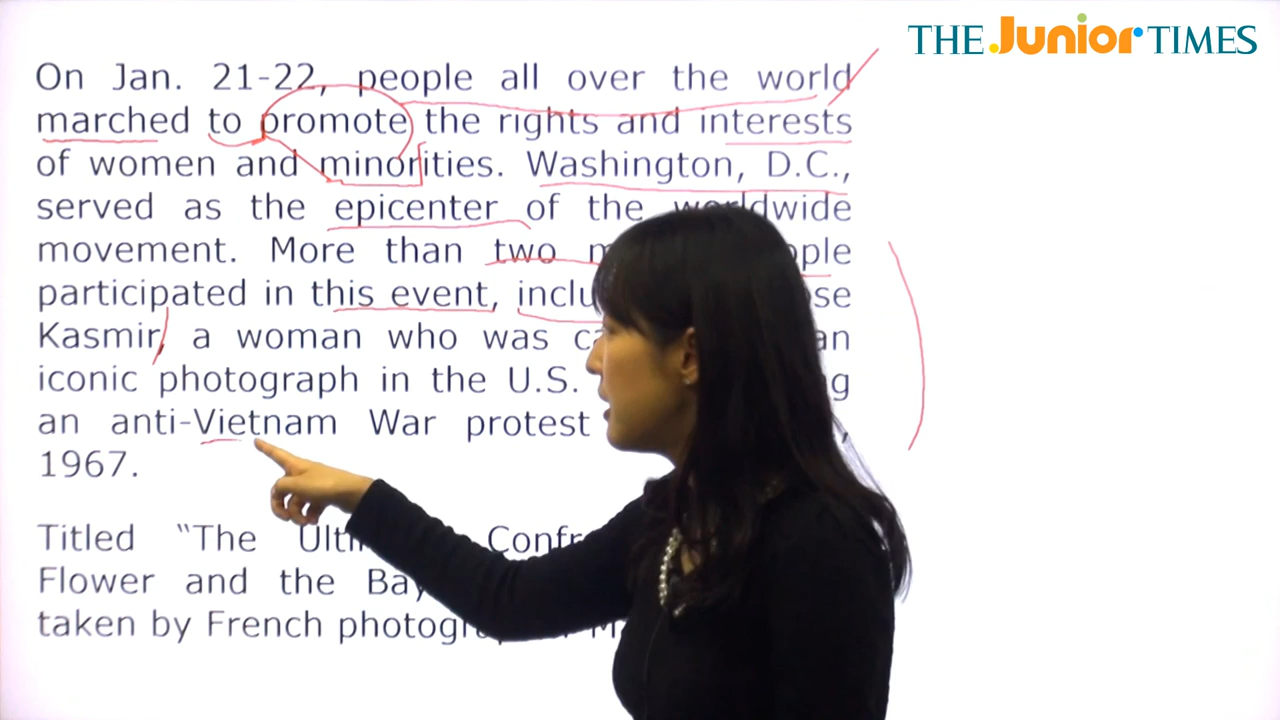 THE Junior TIMES
On Jan. 21-22, people all over the world
marched to promote the rights and interests
of women and minorities. Washington, D.C.,
served as the epicenter of the worldwide
movement. More than two
participated in this event,
Kasmir, a woman who was
iconic photograph in the U.S.
an anti-Vietnam War protest
1967.
Titled “The
Flower and the
taken by French